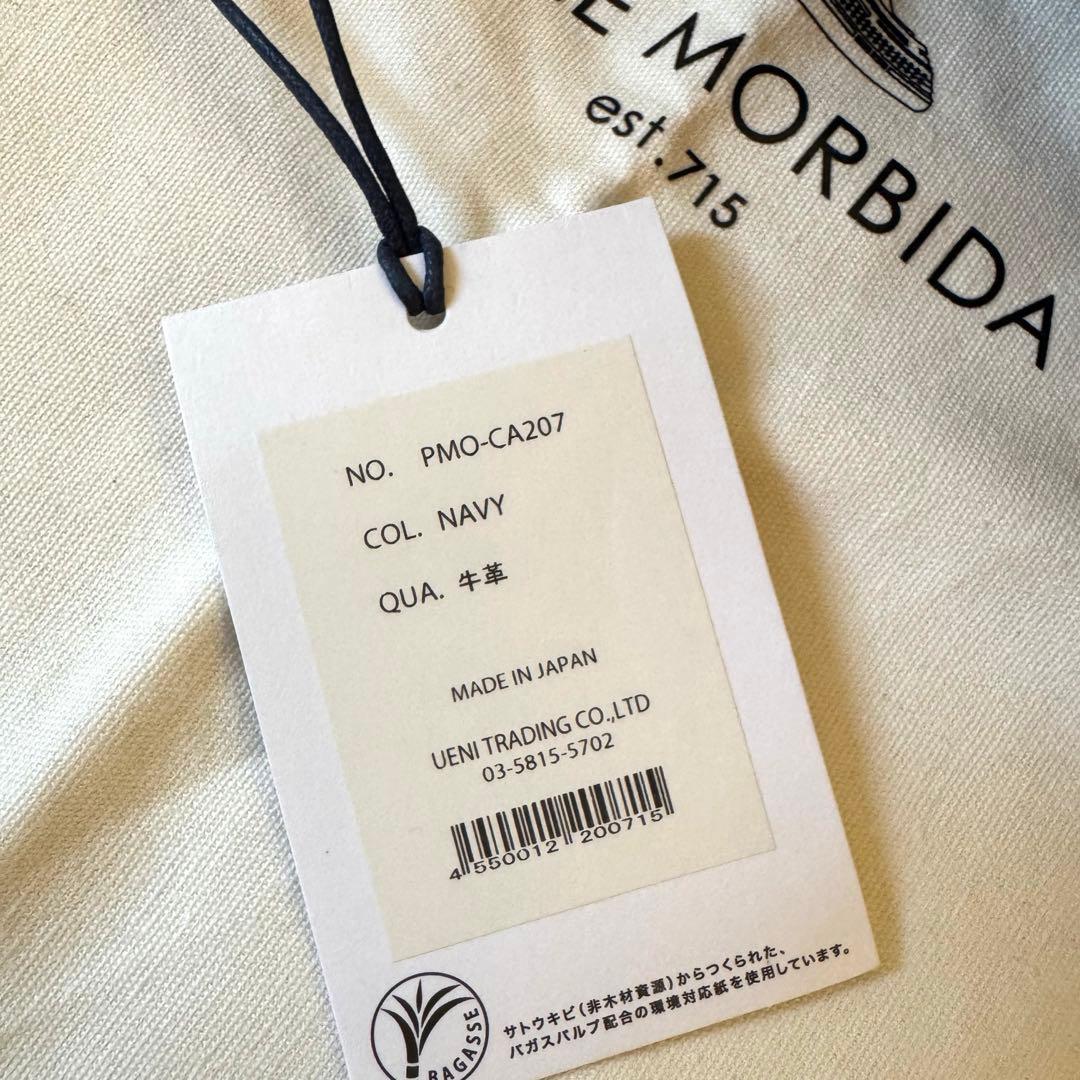 MORBIDA
est.715
NO. PMO-CA207
COL. NAVY
QUA. 牛革
MADE IN JAPAN
UENI TRADING CO.,LTD
03-5815-5702
4 550012 200715
BAGASSE
サトウキビ(非木材資源)からつくられた、
バガスパルプ配合の環境対応紙を使用しています。